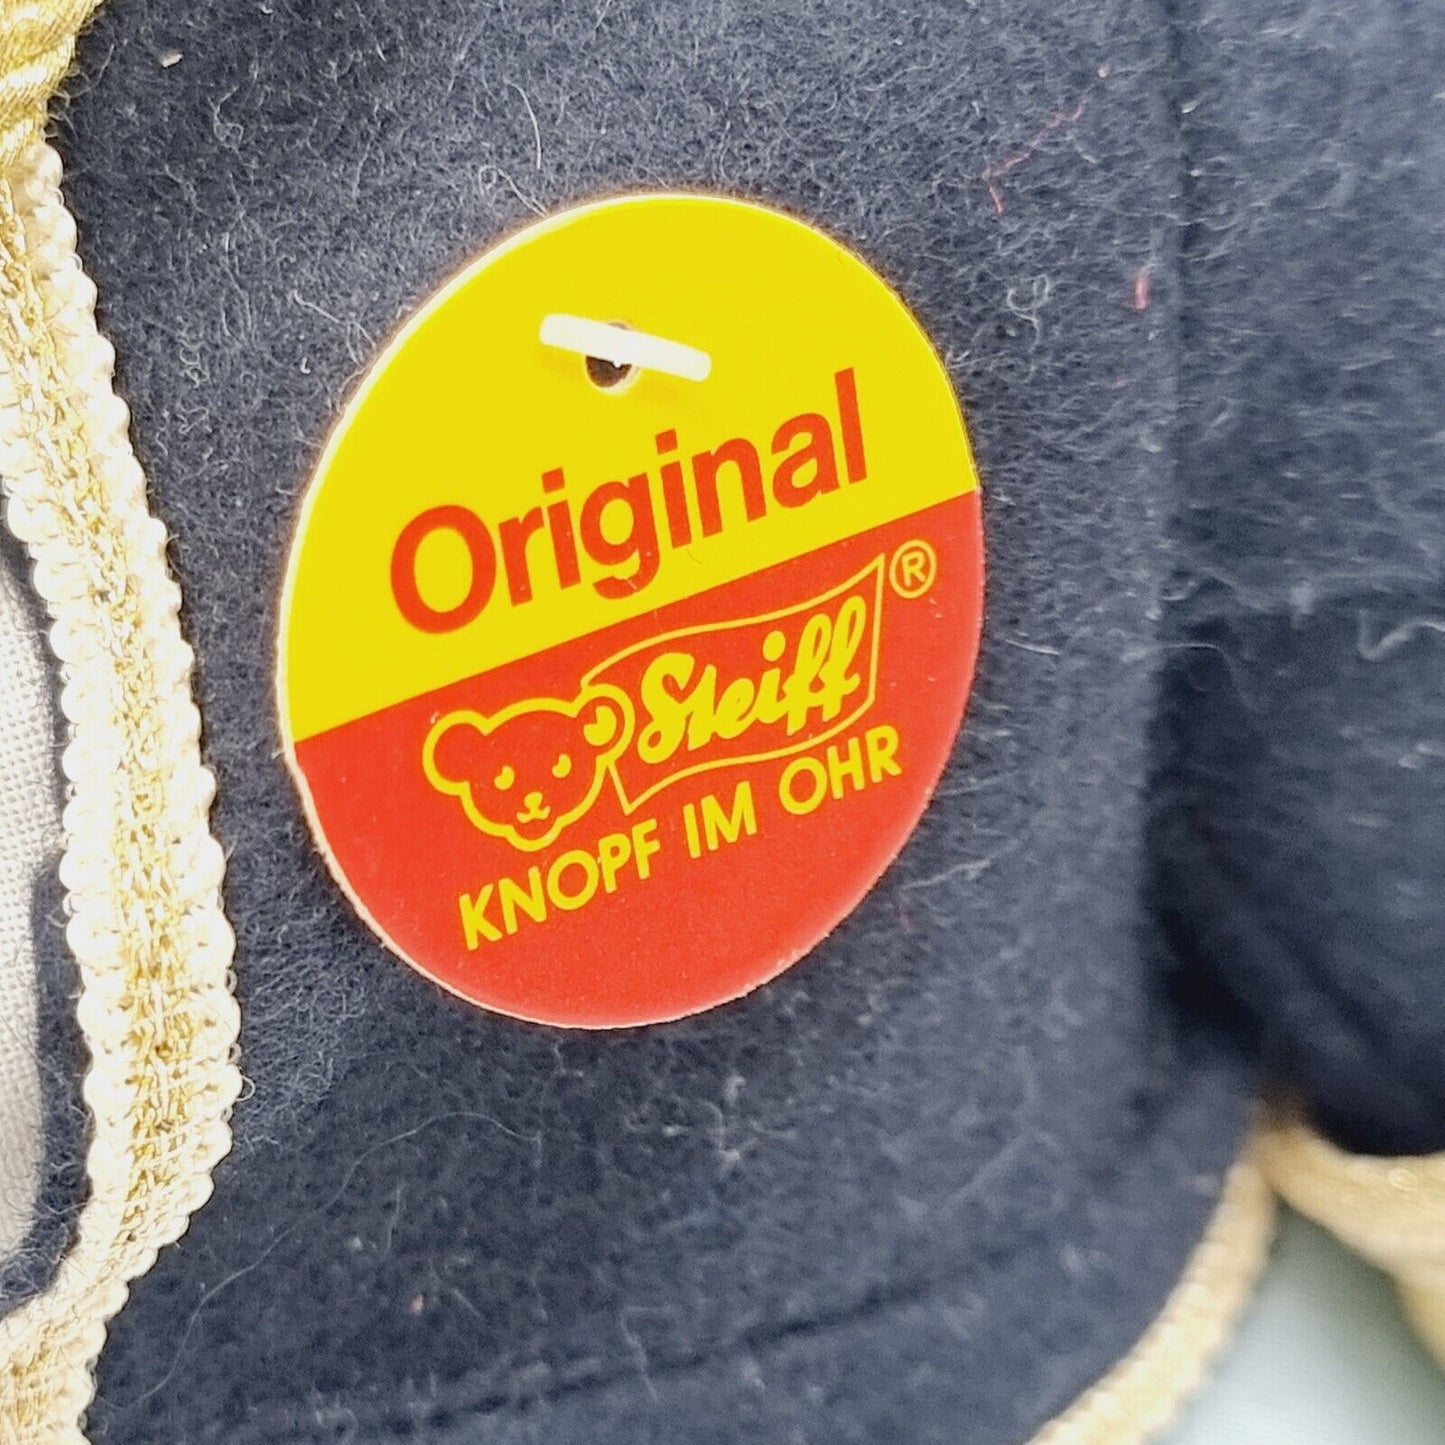 Original
Steiff ®
KNOPF IM OHR